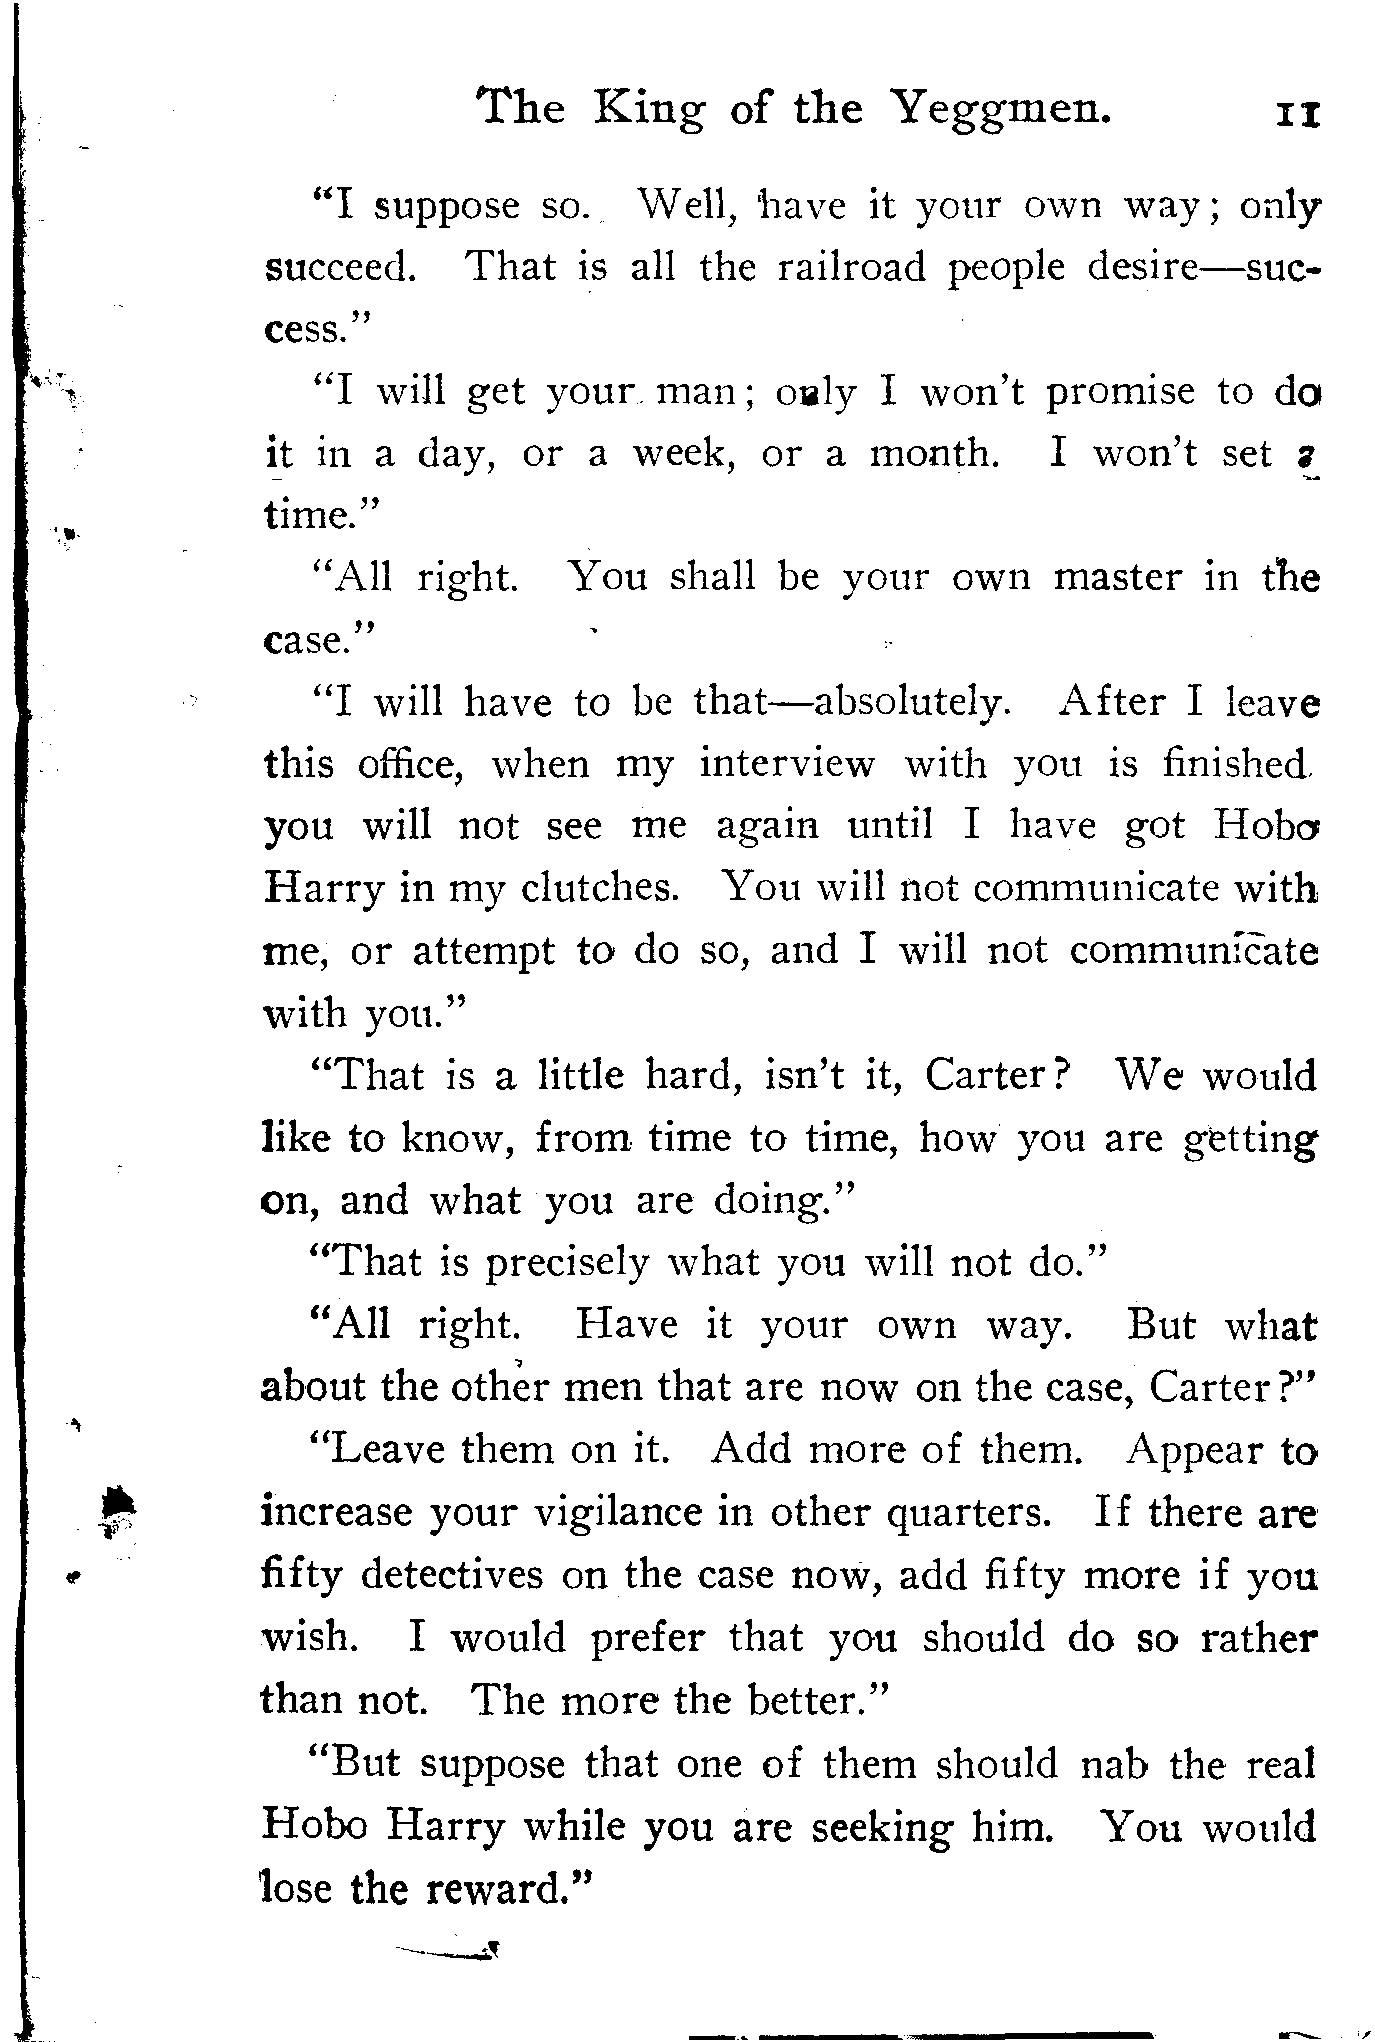 The King of the Yeggmen. 11
“I suppose so. Well, have it your own way; only
succeed. That is all the railroad people desire—suc-
cess.”
“I will get your man; only I won't promise to do
it in a day, or a week, or a month. I won't set a
time.”
“All right. You shall be your own master in the
case.”
“I will have to be that—absolutely. After I leave
this office, when my interview with you is finished,
you will not see me again until I have got Hobo
Harry in my clutches. You will not communicate with
me, or attempt to do so, and I will not communicate
with you.”
“That is a little hard, isn't it, Carter? We would
like to know, from time to time, how you are getting
on, and what you are doing.”
“That is precisely what you will not do.”
“All right. Have it your own way. But what
about the other men that are now on the case, Carter?”
“Leave them on it. Add more of them. Appear to
increase your vigilance in other quarters. If there are
fifty detectives on the case now, add fifty more if you
wish. I would prefer that you should do so rather
than not. The more the better.”
“But suppose that one of them should nab the real
Hobo Harry while you are seeking him. You would
lose the reward.”